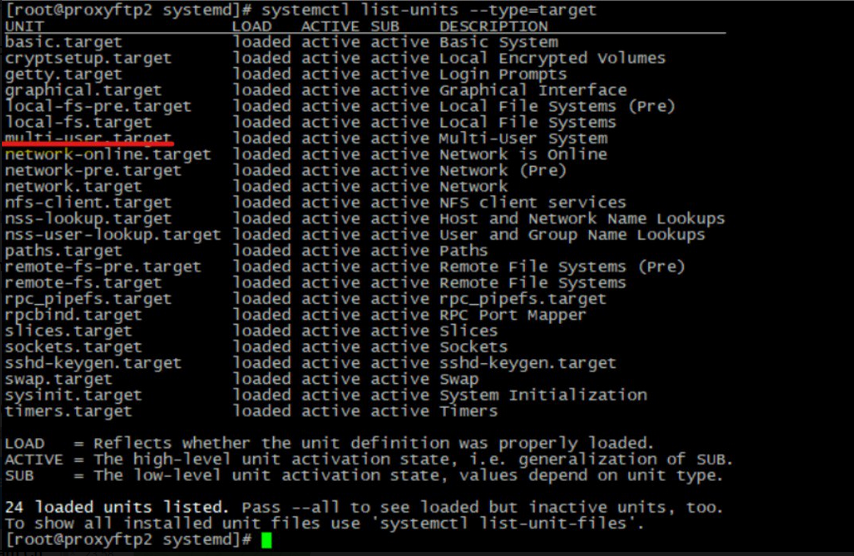 [root@proxyftp2 systemd]# systemctl list-units --type=target
UNIT LOAD ACTIVE SUB DESCRIPTION
basic.target loaded active active Basic System
cryptsetup.target loaded active active Local Encrypted Volumes
getty.target loaded active active Login Prompts
graphical.target loaded active active Graphical Interface
local-fs-pre.target loaded active active Local File Systems (Pre)
local-fs.target loaded active active Local File Systems
multi-user.target loaded active active Multi-User System
network-online.target loaded active active Network is Online
network-pre.target loaded active active Network (Pre)
network.target loaded active active Network
nfs-client.target loaded active active NFS client services
nss-lookup.target loaded active active Host and Network Name Lookups
nss-user-lookup.target loaded active active User and Group Name Lookups
paths.target loaded active active Paths
remote-fs-pre.target loaded active active Remote File Systems (Pre)
remote-fs.target loaded active active Remote File Systems
rpc_pipefs.target loaded active active rpc_pipefs.target
rpcbind.target loaded active active RPC Port Mapper
slices.target loaded active active Slices
sockets.target loaded active active Sockets
sshd-keygen.target loaded active active sshd-keygen.target
swap.target loaded active active Swap
sysinit.target loaded active active System Initialization
timers.target loaded active active Timers
LOAD = Reflects whether the unit definition was properly loaded.
ACTIVE = The high-level unit activation state, i.e. generalization of SUB.
SUB = The low-level unit activation state, values depend on unit type.
24 loaded units listed. Pass --all to see loaded but inactive units, too.
To show all installed unit files use 'systemctl list-unit-files'.
[root@proxyftp2 systemd]#